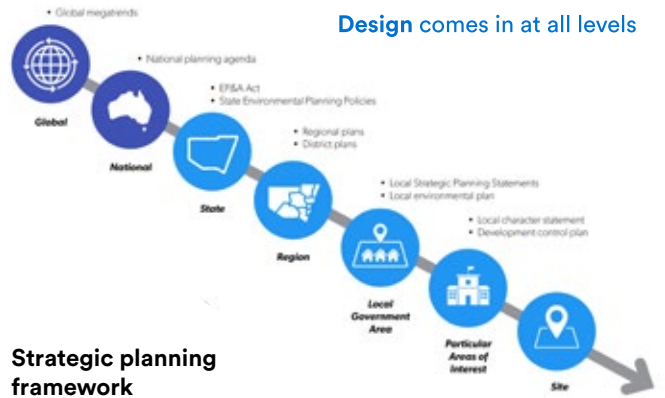 Design comes in at all levels
• Global megatrends
Global
• National planning agenda
National
• EP&A Act
• State Environmental Planning Policies
State
• Regional plans
• District plans
Region
• Local Strategic Planning Statements
• Local environmental plan
Local
Government
Area
• Local character statement
• Development control plan
Particular
Areas of
Interest
Site
Strategic planning
framework